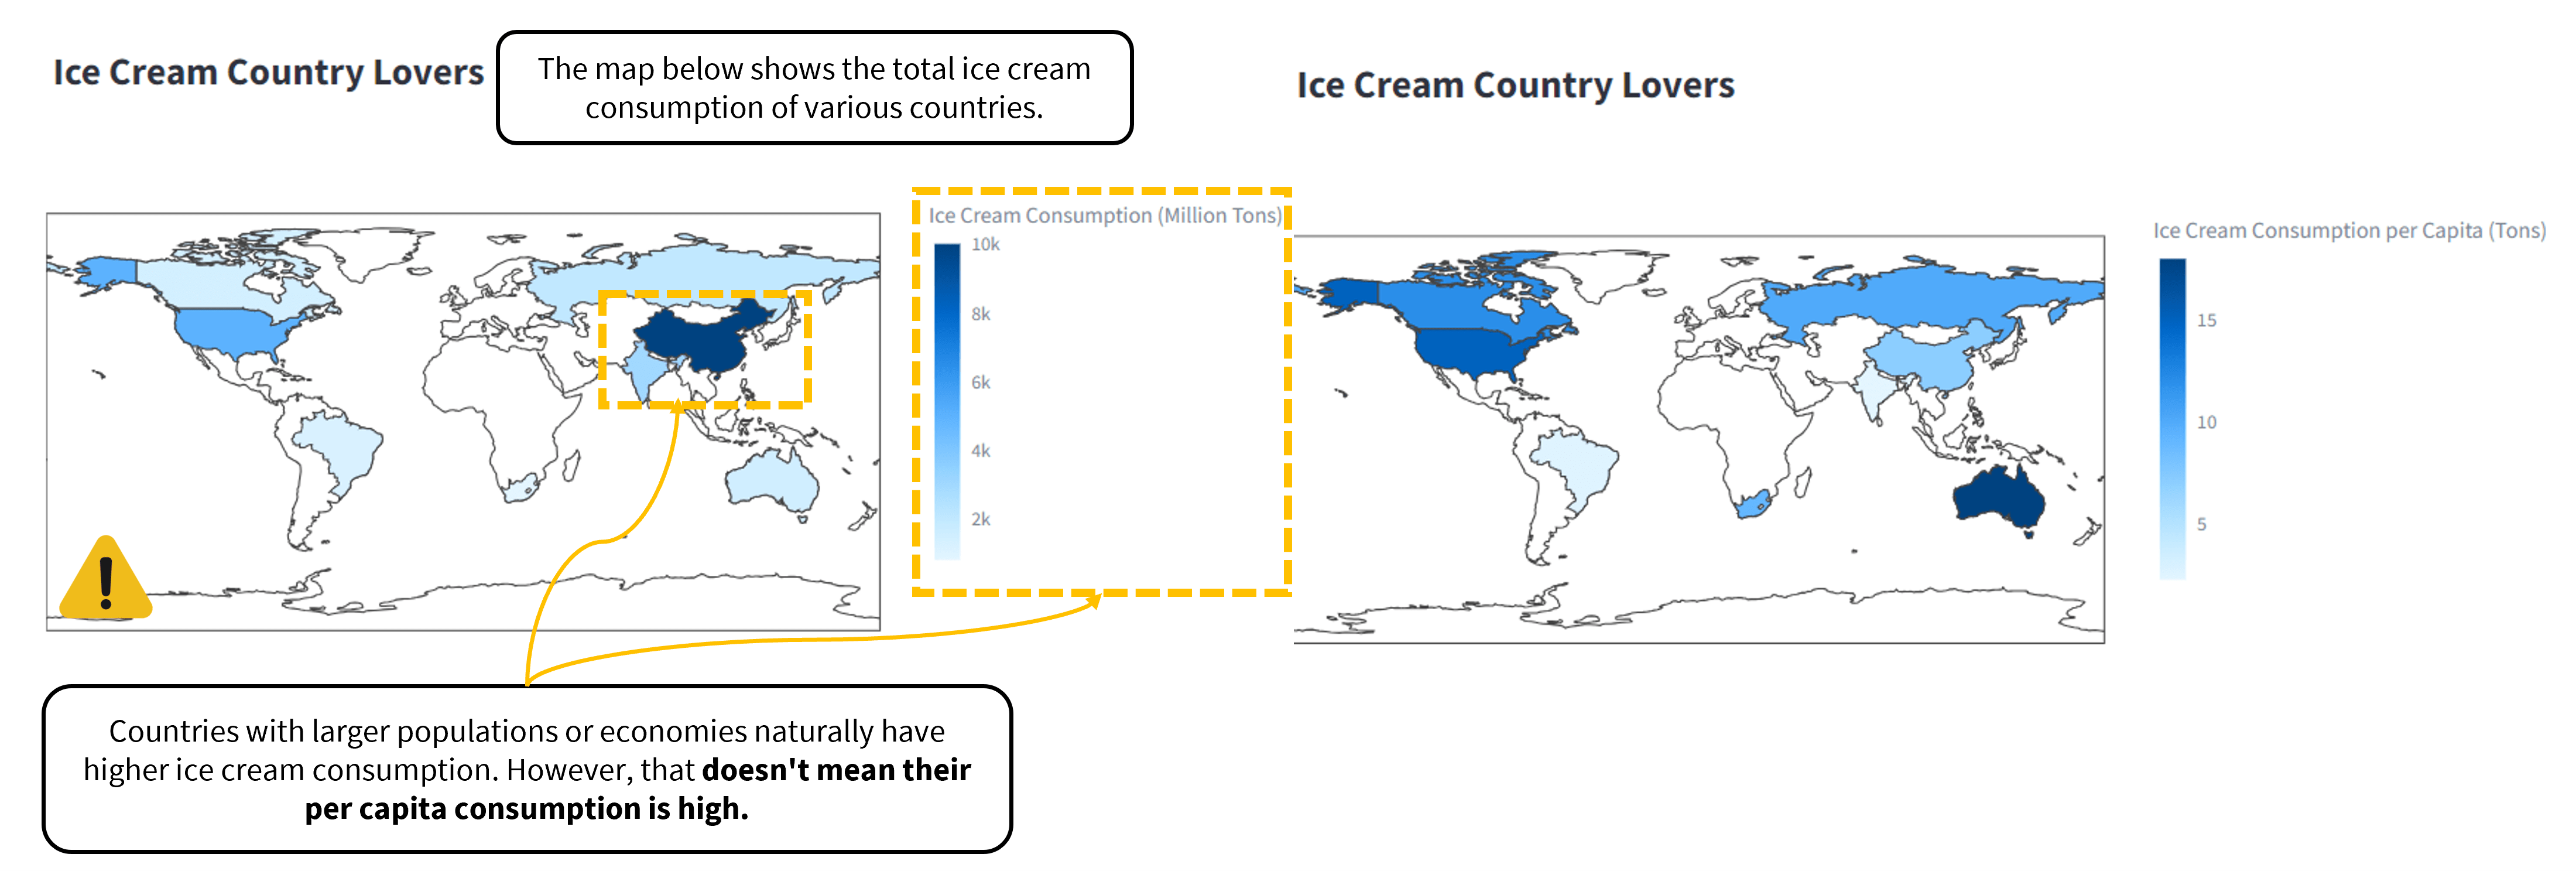 Ice Cream Country Lovers
The map below shows the total ice cream
consumption of various countries.
Ice Cream Consumption (Million Tons)
10k
8k
6k
4k
2k
!
Countries with larger populations or economies naturally have
higher ice cream consumption. However, that doesn't mean their
per capita consumption is high.
Ice Cream Country Lovers
Ice Cream Consumption per Capita (Tons)
15
10
5